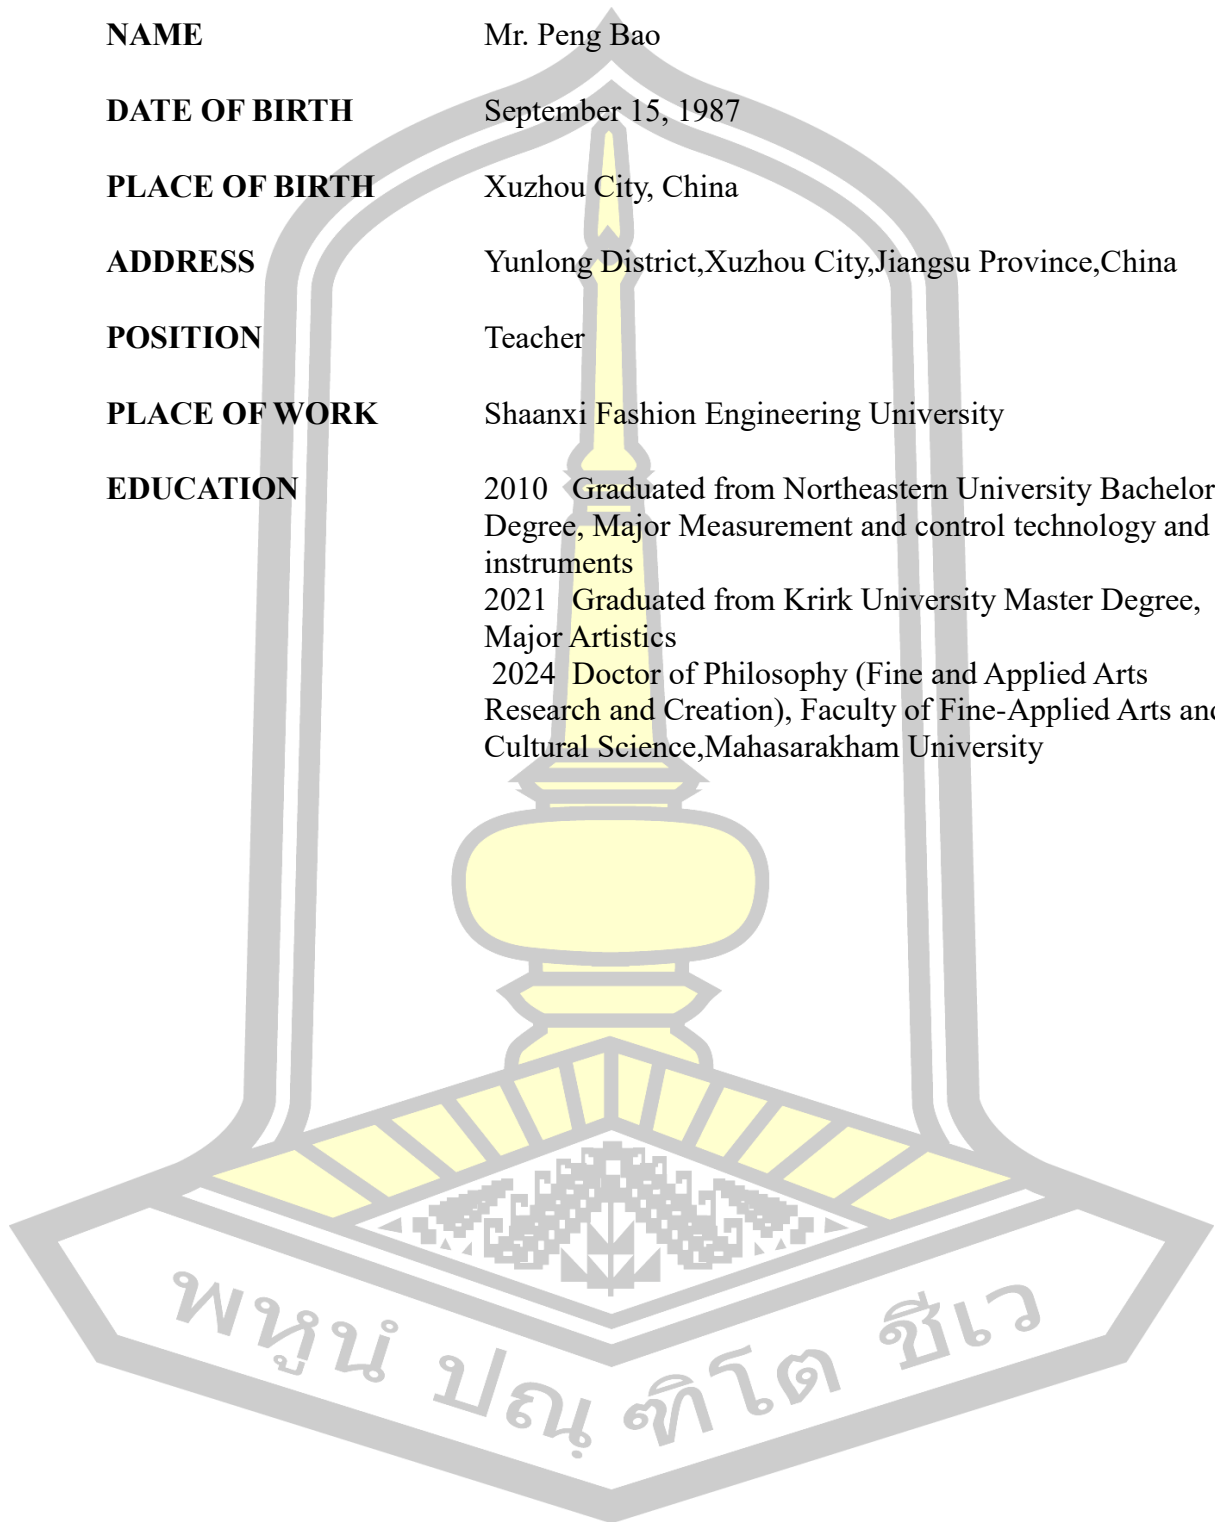 NAME Mr. Peng Bao
DATE OF BIRTH September 15, 1987
PLACE OF BIRTH Xuzhou City, China
ADDRESS Yunlong District,Xuzhou City,Jiangsu Province,China
POSITION Teacher
PLACE OF WORK Shaanxi Fashion Engineering University
EDUCATION 2010 Graduated from Northeastern University Bachelor
Degree, Major Measurement and control technology and
instruments
2021 Graduated from Krirk University Master Degree,
Major Artistics
2024 Doctor of Philosophy (Fine and Applied Arts
Research and Creation), Faculty of Fine-Applied Arts and
Cultural Science,Mahasarakham University
พหูนํ ปณฺฑิโต ชีเว